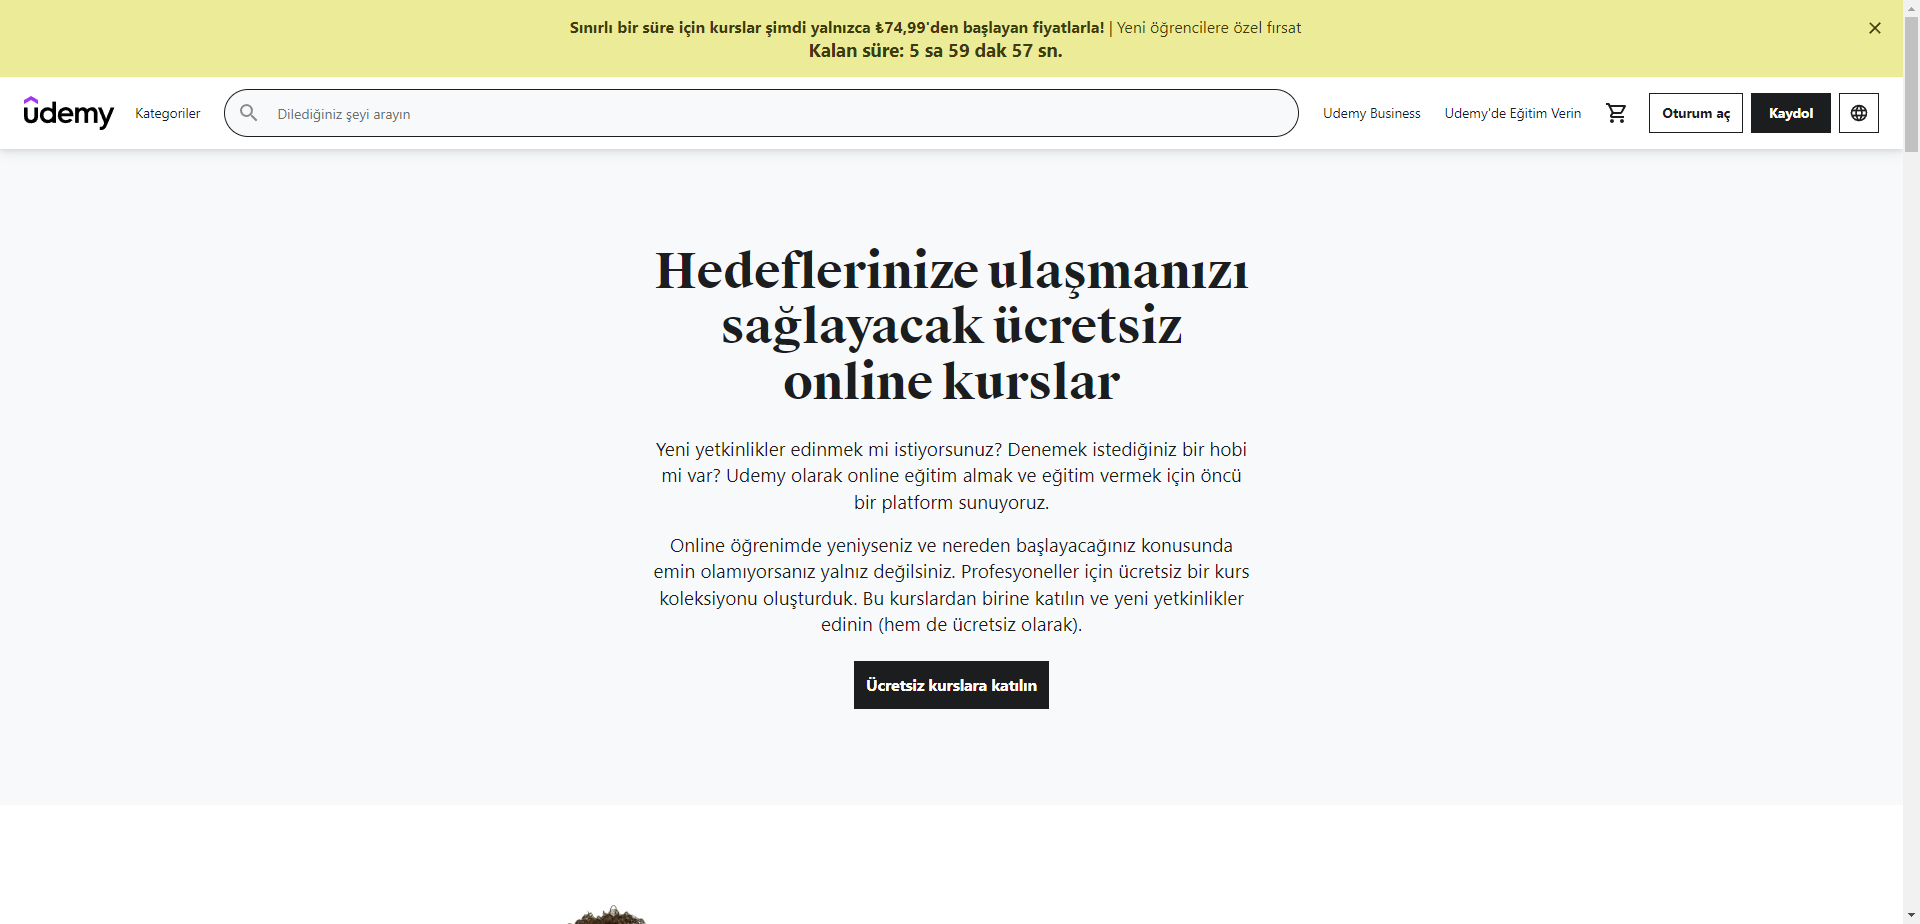 Sınırlı bir süre için kurslar şimdi yalnızca ₺74,99'den başlayan fiyatlarla! | Yeni öğrencilere özel fırsat
Kalan süre: 5 sa 59 dak 57 sn.
ûdemy
Kategoriler
Dilediğiniz şeyi arayın
Udemy Business
Udemy'de Eğitim Verin
Oturum aç
Kaydol
Hedeflerinize ulaşmanızı
sağlayacak ücretsiz
online kurslar
Yeni yetkinlikler edinmek mi istiyorsunuz? Denemek istediğiniz bir hobi
mi var? Udemy olarak online eğitim almak ve eğitim vermek için öncü
bir platform sunuyoruz.
Online öğrenimde yeniyseniz ve nereden başlayacağınız konusunda
emin olamıyorsanız yalnız değilsiniz. Profesyoneller için ücretsiz bir kurs
koleksiyonu oluşturduk. Bu kurslardan birine katılın ve yeni yetkinlikler
edinin (hem de ücretsiz olarak).
Ücretsiz kurslara katılın